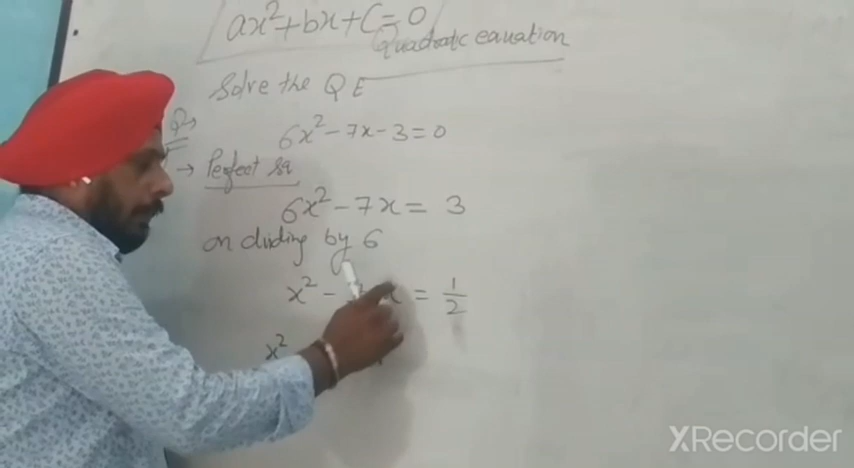 ax²+bx+C=0
Quadratic equation
Solve the QE
6x²-7x-3=0
→ Perfect sq
6x²-7x = 3
on dividing by 6
x² - x = 1/2
x²
XRecorder